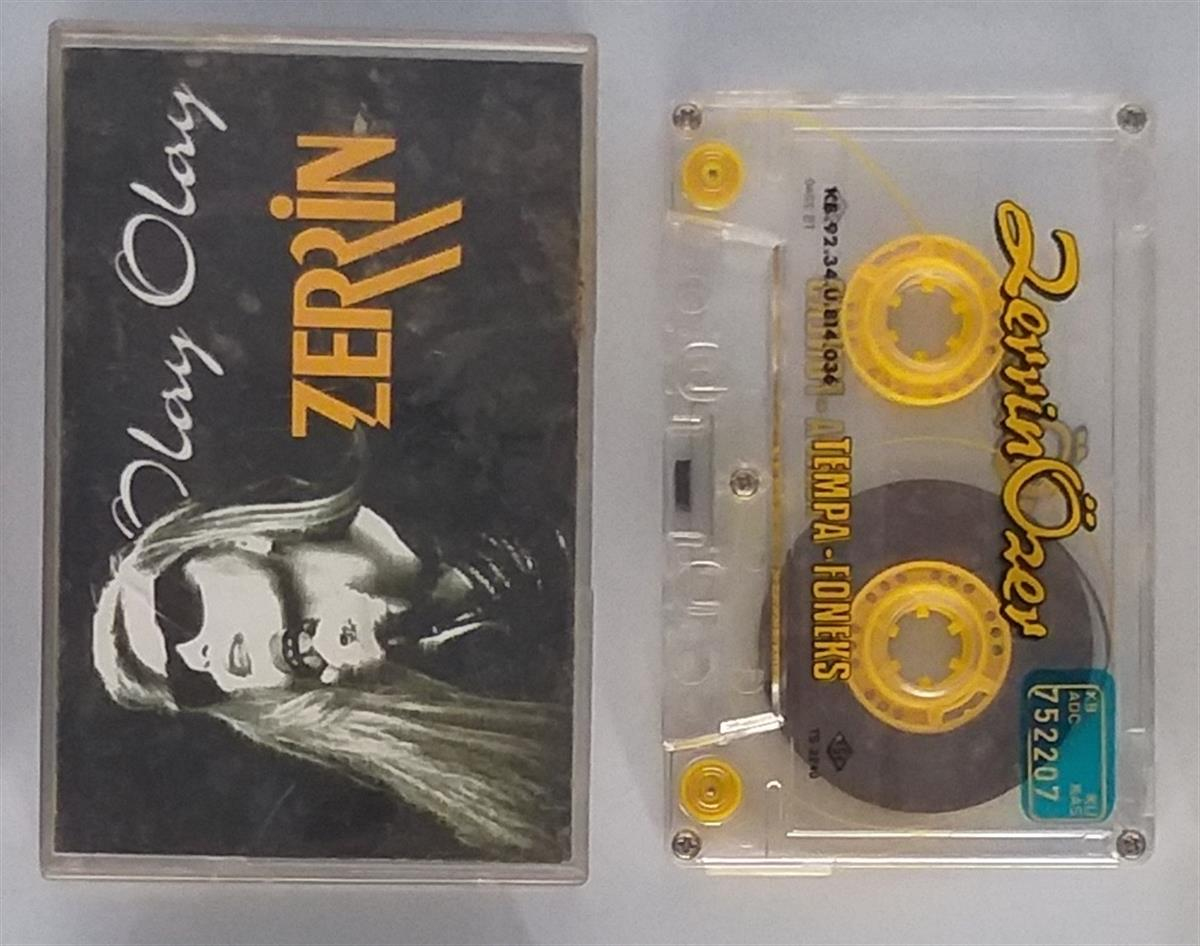 Olay Olay
ZERRİN
Zerrin Özer
TEMPA-FONEKS
KB.92.34.Ü.814.036
KB
ADC
752207